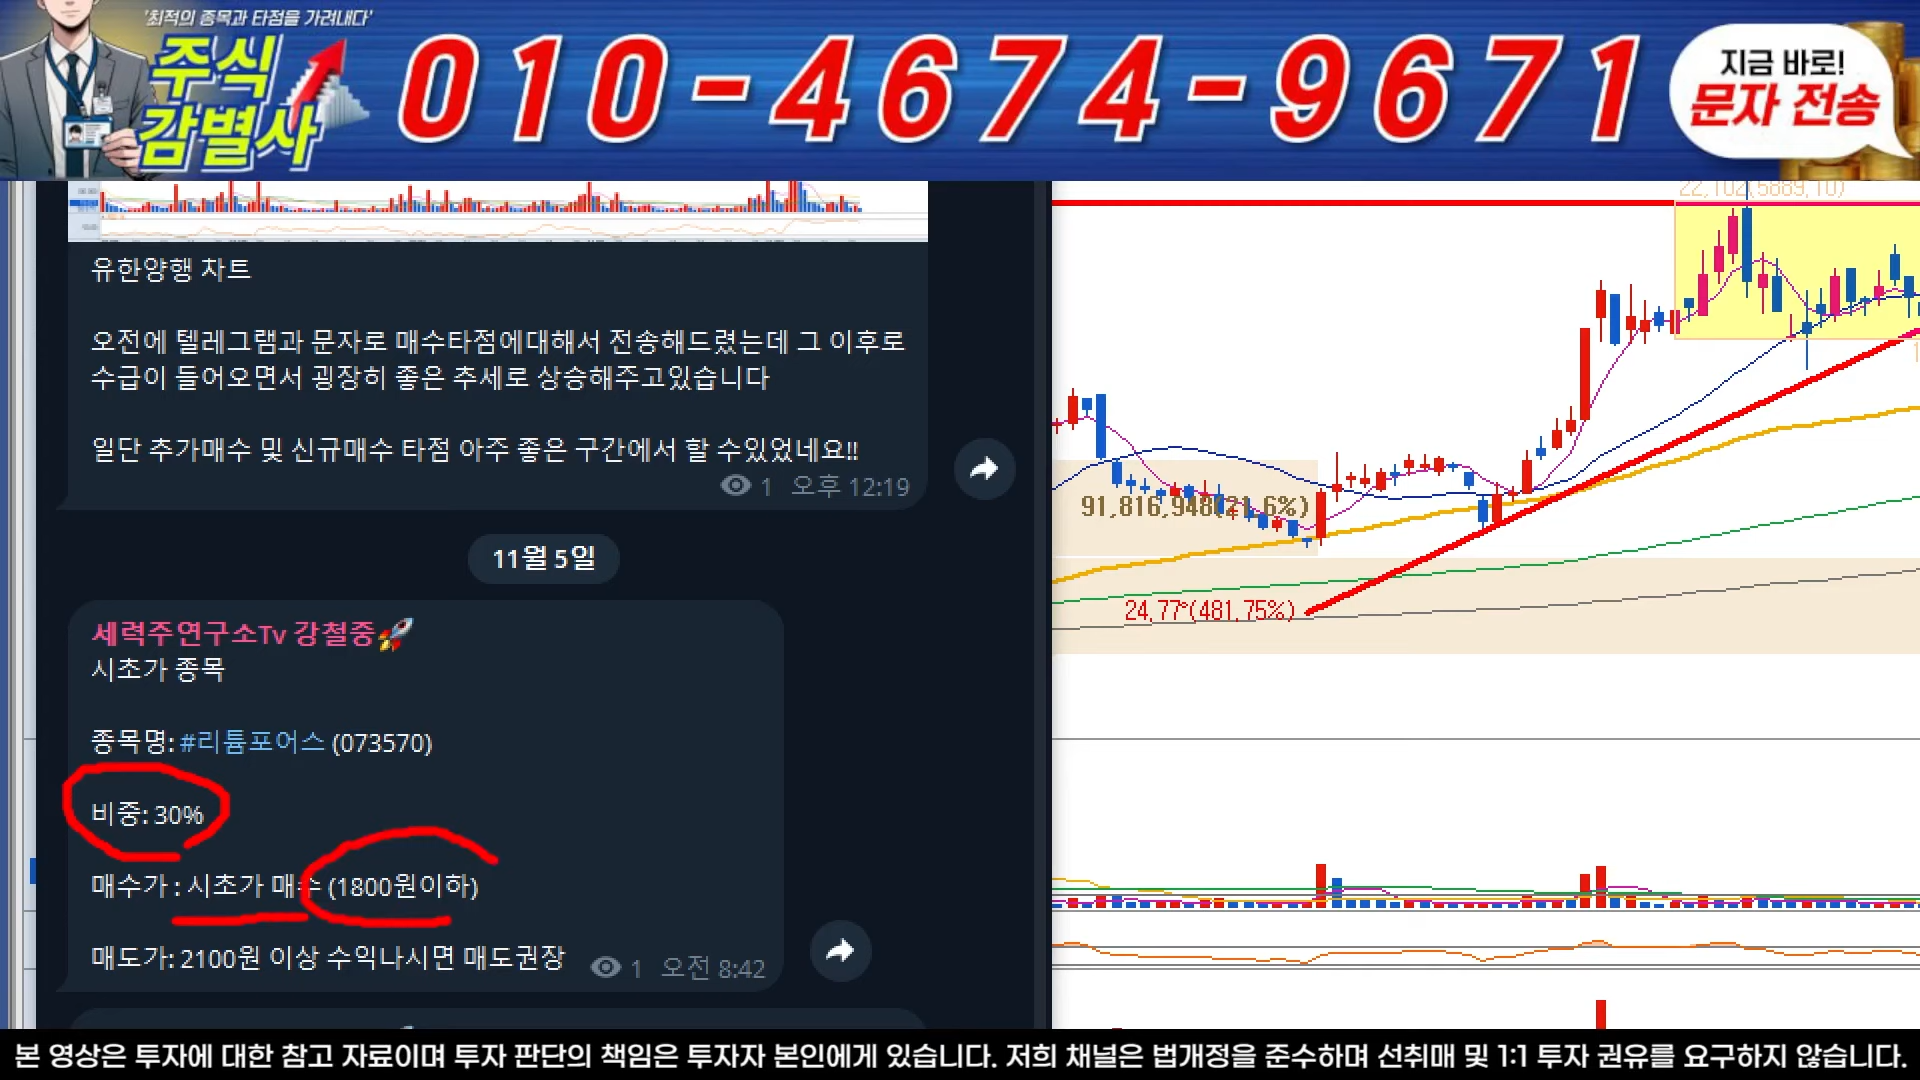 '최적의 종목과 타점을 가려내다'
주식
감별사
010-4674-9671
지금 바로!
문자 전송
유한양행 차트
오전에 텔레그램과 문자로 매수타점에대해서 전송해드렸는데 그 이후로
수급이 들어오면서 굉장히 좋은 추세로 상승해주고있습니다
일단 추가매수 및 신규매수 타점 아주 좋은 구간에서 할 수있었네요!!
1 오후 12:19
11월 5일
세력주연구소Tv 강철중🚀
시초가 종목
종목명: #리튬포어스 (073570)
비중: 30%
매수가 : 시초가 매수 (1800원이하)
매도가: 2100원 이상 수익나시면 매도권장
1 오전 8:42
22,102(5889,10)
91,816,948(21,6%)
24,77°(481,75%)
본 영상은 투자에 대한 참고 자료이며 투자 판단의 책임은 투자자 본인에게 있습니다. 저희 채널은 법개정을 준수하며 선취매 및 1:1 투자 권유를 요구하지 않습니다.